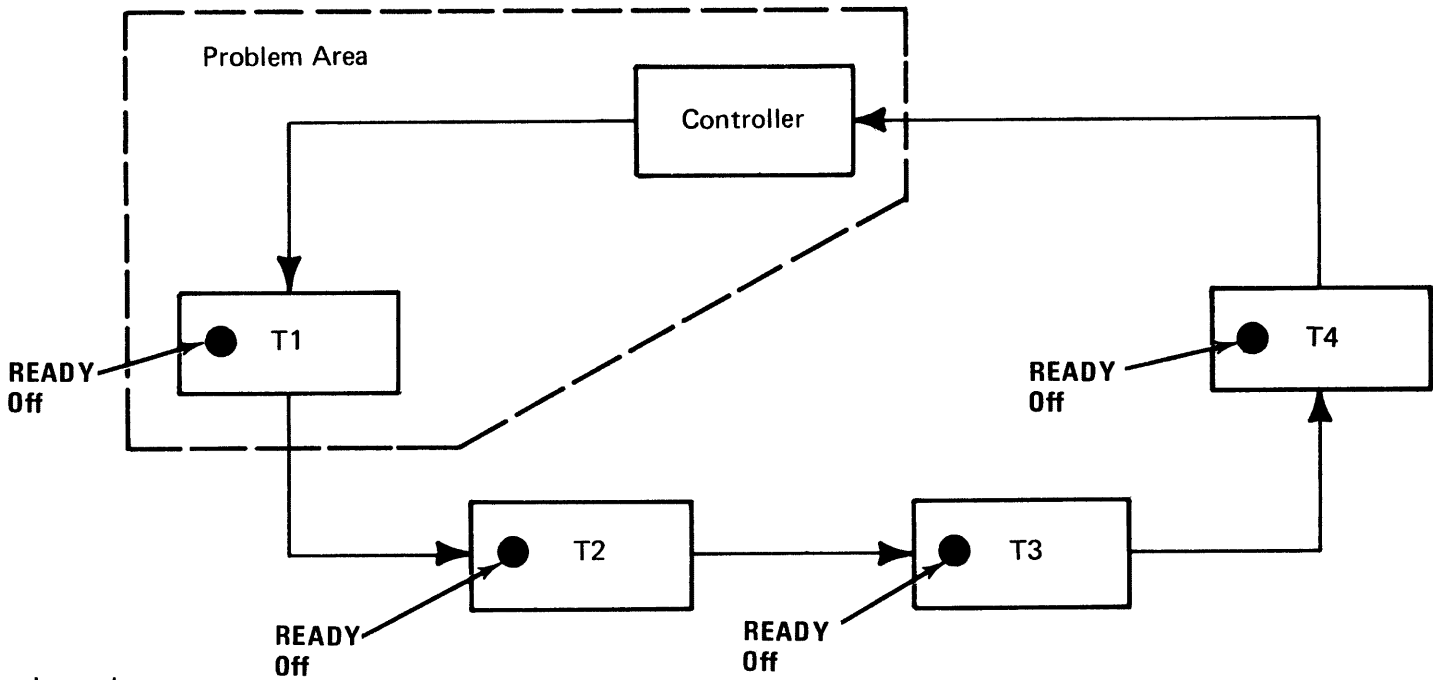 Problem Area
Controller
T1
READY
Off
T4
READY
Off
T2
READY
Off
T3
READY
Off